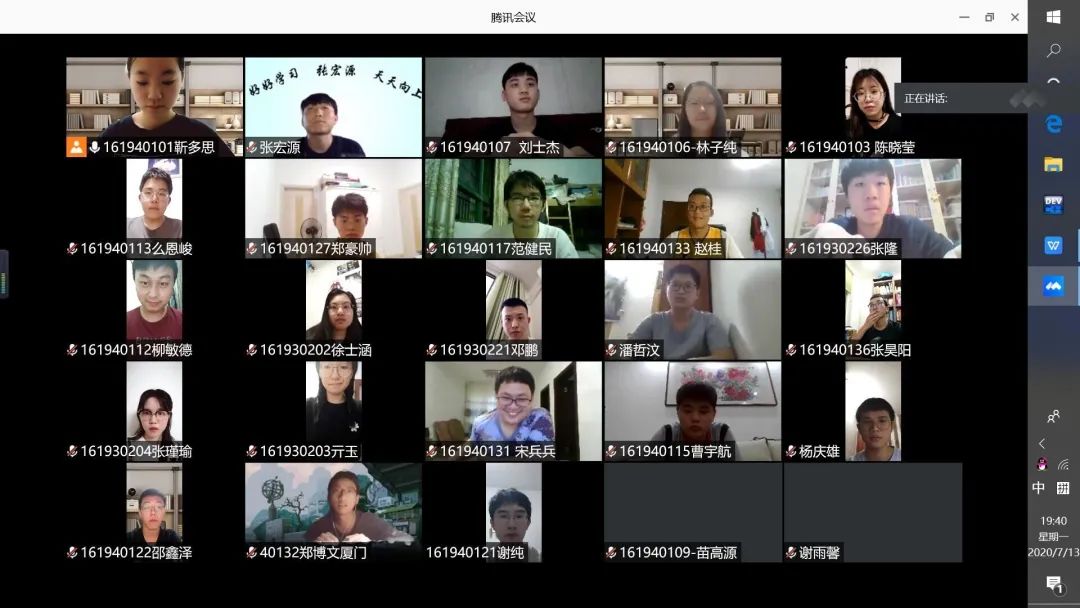 腾讯会议
正在讲话:
好好学习 张宏源 天天向上
161940101靳多思
张宏源
161940107 刘士杰
161940106-林子纯
161940103 陈晓莹
161940113么恩峻
161940127郑豪帅
161940117范健民
161940133 赵桂
161930226张隆
161940112柳敏德
161930202徐士涵
161930221邓鹏
潘哲汶
161940136张昊阳
161930204张瑾瑜
161930203亓玉
161940131 宋兵兵
161940115曹宇航
杨庆雄
161940122邵鑫泽
40132郑博文厦门
161940121谢纯
161940109-苗高源
谢雨馨
DEV
中 拼
19:40
星期一
2020/7/13
1